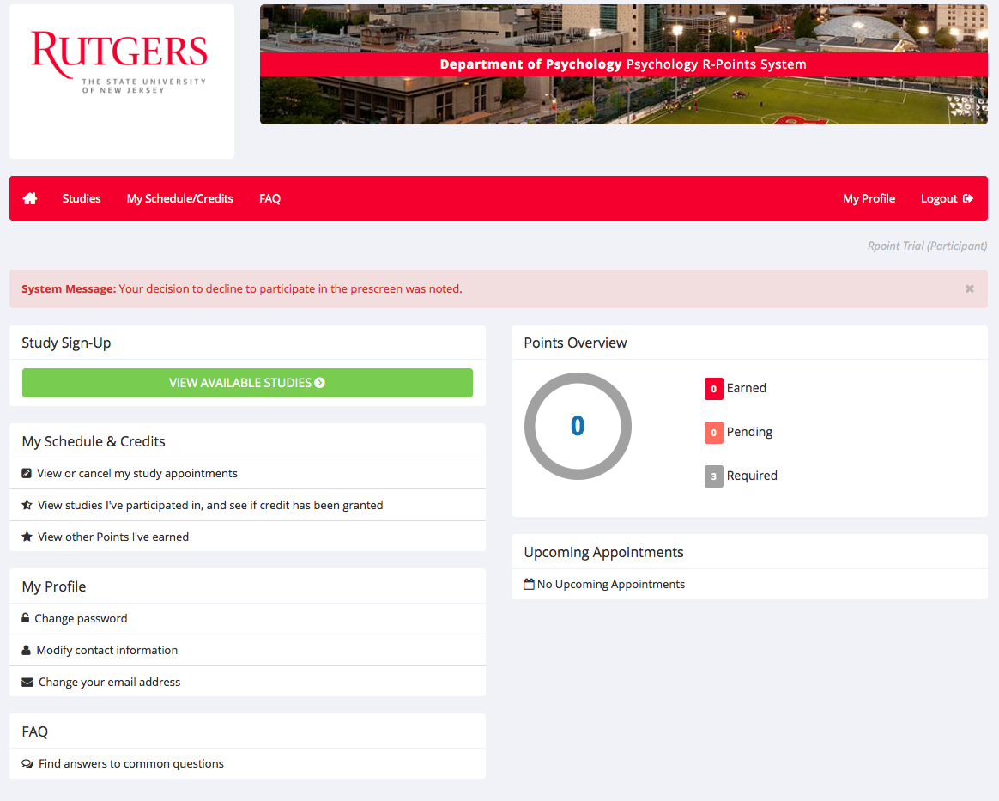 RUTGERS
THE STATE UNIVERSITY
OF NEW JERSEY
Department of Psychology Psychology R-Points System
Studies
My Schedule/Credits
FAQ
My Profile
Logout
Rpoint Trial (Participant)
System Message: Your decision to decline to participate in the prescreen was noted.
Study Sign-Up
VIEW AVAILABLE STUDIES
My Schedule & Credits
View or cancel my study appointments
View studies I've participated in, and see if credit has been granted
View other Points I've earned
My Profile
Change password
Modify contact information
Change your email address
FAQ
Find answers to common questions
Points Overview
0
0 Earned
0 Pending
3 Required
Upcoming Appointments
No Upcoming Appointments